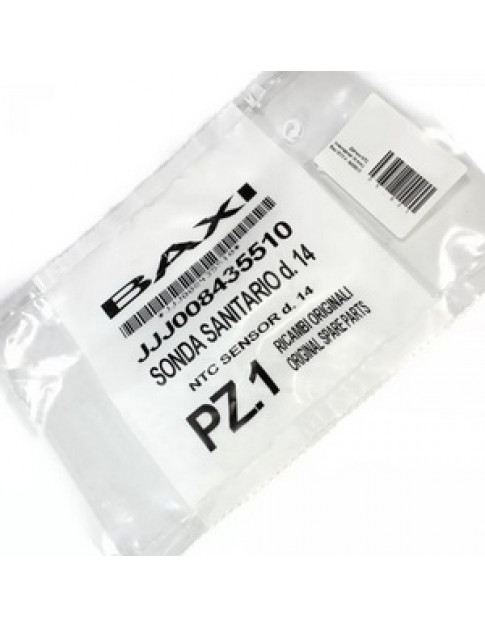 BAXI
JJJ008435510
SONDA SANITARIO d. 14
NTC SENSOR d. 14
PZ.1
RICAMBI ORIGINALI
ORIGINAL SPARE PARTS